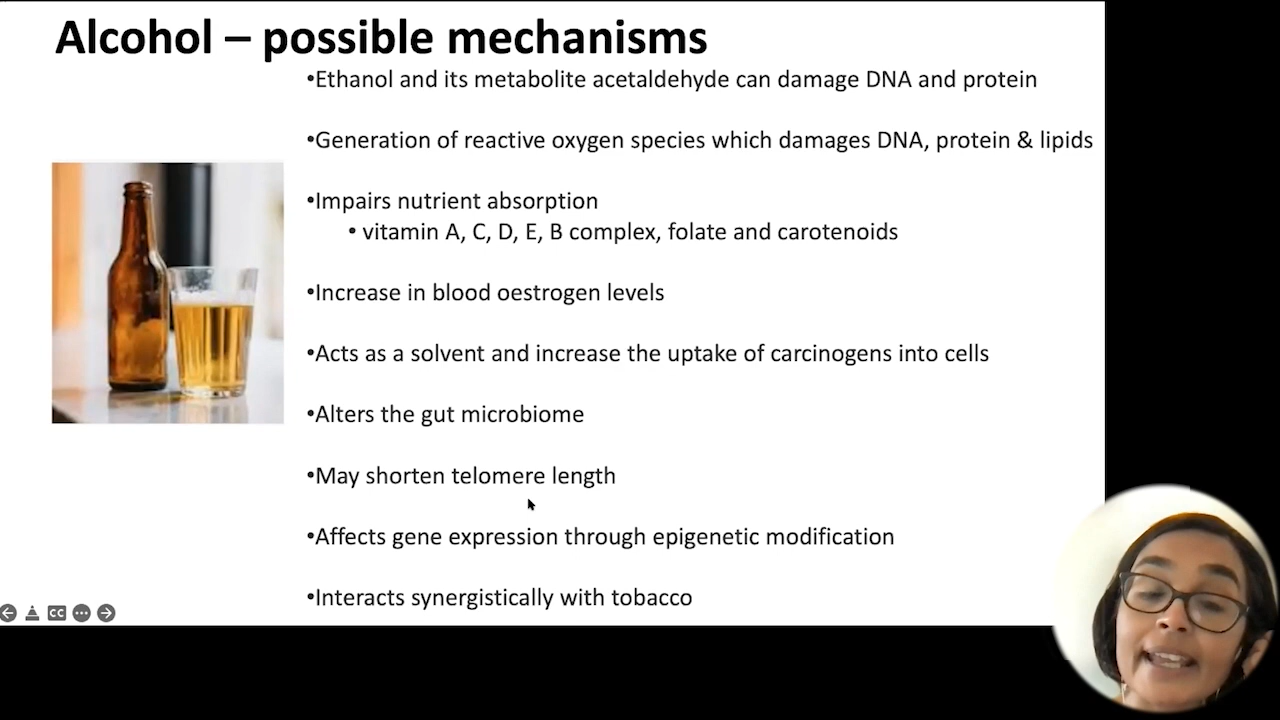 Alcohol – possible mechanisms
•Ethanol and its metabolite acetaldehyde can damage DNA and protein
•Generation of reactive oxygen species which damages DNA, protein & lipids
•Impairs nutrient absorption
• vitamin A, C, D, E, B complex, folate and carotenoids
•Increase in blood oestrogen levels
•Acts as a solvent and increase the uptake of carcinogens into cells
•Alters the gut microbiome
•May shorten telomere length
•Affects gene expression through epigenetic modification
•Interacts synergistically with tobacco
CC